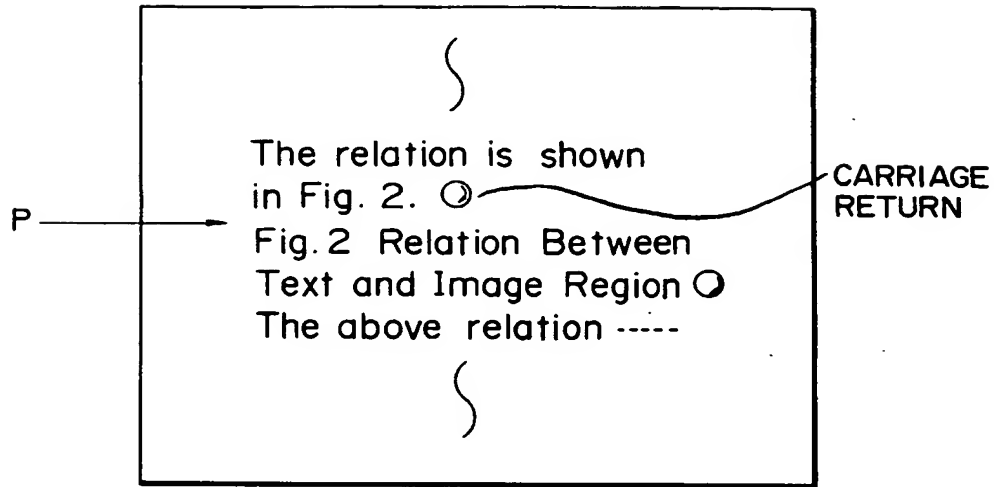 The relation is shown
in Fig. 2.
CARRIAGE
RETURN
P
Fig. 2 Relation Between
Text and Image Region
The above relation -----